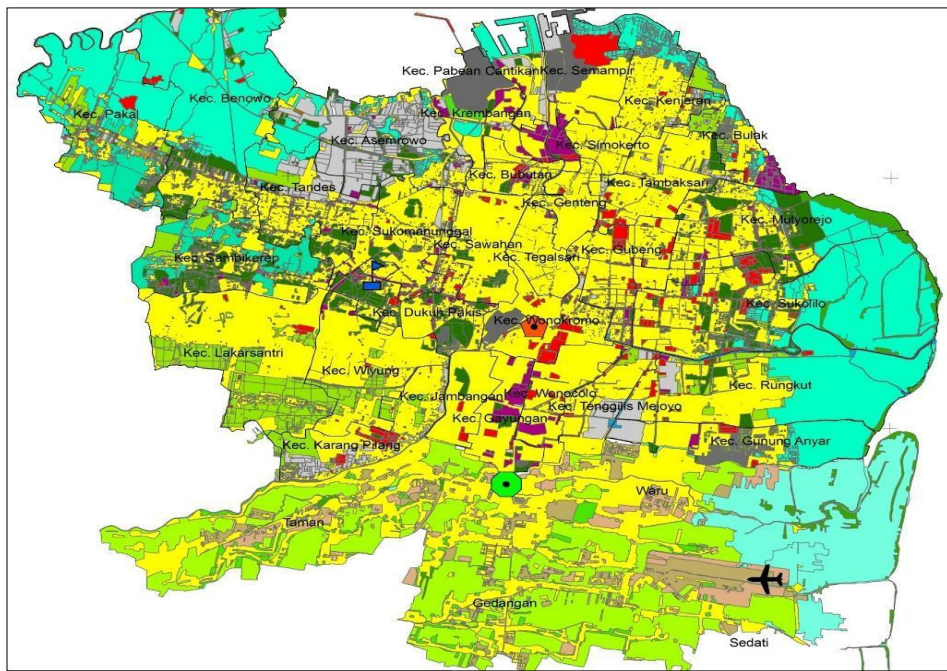 Kec. Pabean Cantikan
Kec. Semampir
Kec. Benowo
Kec. Kenjeran
Kec. Pakal
Kec. Krembangan
Kec. Bulak
Kec. Asemrowo
Kec. Simokerto
Kec. Bubutan
Kec. Tandes
Kec. Tambaksari
Kec. Genteng
Kec. Mulyorejo
Kec. Sukomanunggal
Kec. Sawahan
Kec. Gubeng
Kec. Sambikerep
Kec. Tegalsari
Kec. Sukolilo
Kec. Dukuh Pakis
Kec. Wonokromo
Kec. Lakarsantri
Kec. Wiyung
Kec. Rungkut
Kec. Jambangan
Kec. Wonocolo
Kec. Tenggilis Mejoyo
Kec. Gayungan
Kec. Karang Pilang
Kec. Gunung Anyar
Waru
Taman
Gedangan
Sedati